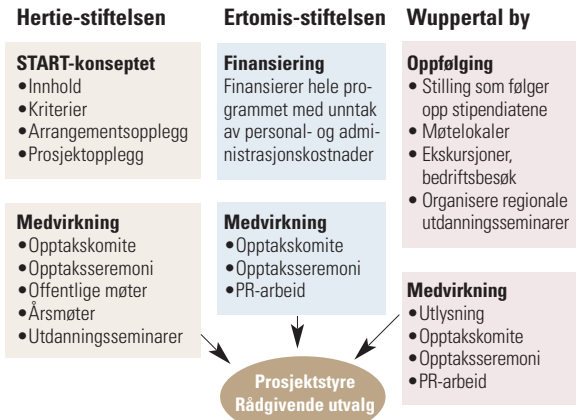 Hertie-stiftelsen
START-konseptet
•Innhold
•Kriterier
•Arrangementsopplegg
•Prosjektopplegg
Medvirkning
•Opptakskomite
•Opptaksseremoni
•Offentlige møter
•Årsmøter
•Utdanningsseminarer
Ertomis-stiftelsen
Finansiering
Finansierer hele pro-
grammet med unntak
av personal- og admi-
nistrasjonskostnader
Medvirkning
•Opptakskomite
•Opptaksseremoni
•PR-arbeid
Wuppertal by
Oppfølging
• Stilling som følger
opp stipendiatene
• Møtelokaler
• Ekskursjoner,
bedriftsbesøk
• Organisere regionale
utdanningsseminarer
Medvirkning
•Utlysning
•Opptakskomite
•Opptaksseremoni
•PR-arbeid
Prosjektstyre
Rådgivende utvalg